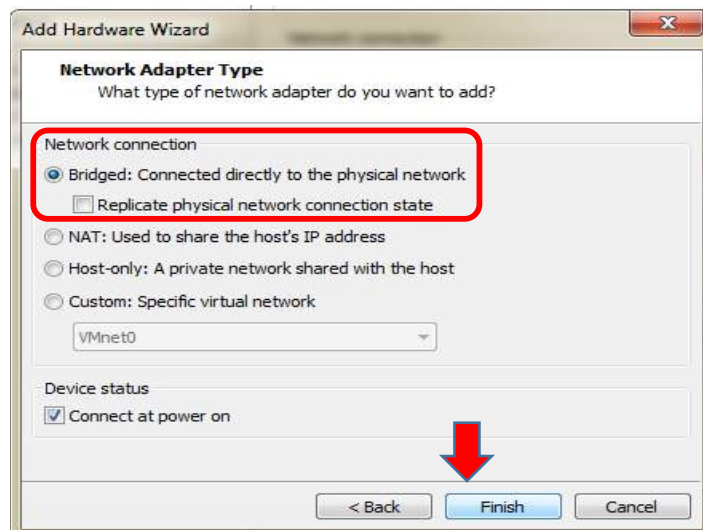 Add Hardware Wizard
Network Adapter Type
What type of network adapter do you want to add?
Network connection
Bridged: Connected directly to the physical network
Replicate physical network connection state
NAT: Used to share the host's IP address
Host-only: A private network shared with the host
Custom: Specific virtual network
VMnet0
Device status
Connect at power on
< Back Finish Cancel